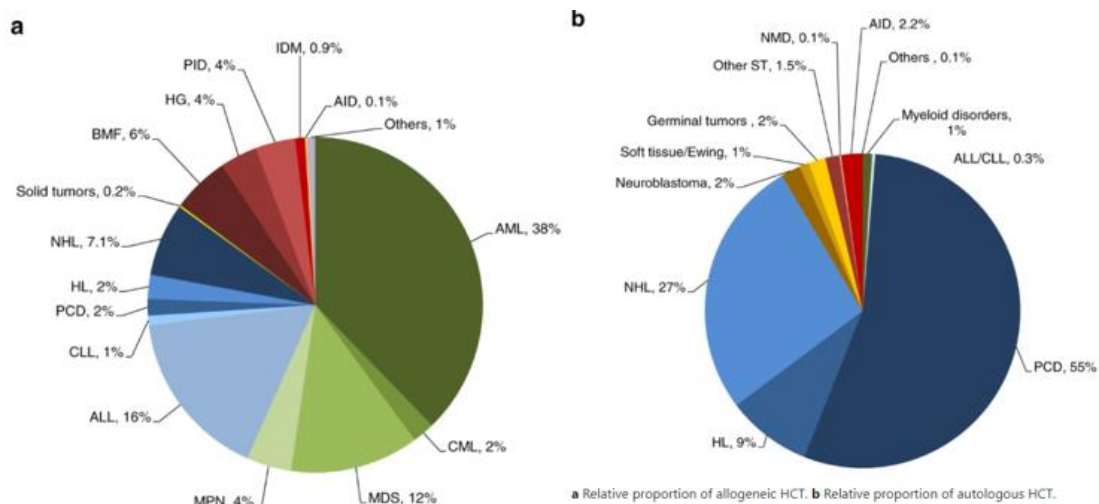 a
IDM, 0.9%
PID, 4%
HG, 4%
AID, 0.1%
Others, 1%
BMF, 6%
Solid tumors, 0.2%
AML, 38%
NHL, 7.1%
HL, 2%
PCD, 2%
CLL, 1%
ALL, 16%
CML, 2%
MPN, 4%
MDS, 12%
b
AID, 2.2%
NMD, 0.1%
Others , 0.1%
Other ST, 1.5%
Myeloid disorders,
1%
Germinal tumors , 2%
ALL/CLL, 0.3%
Soft tissue/Ewing, 1%
Neuroblastoma, 2%
NHL, 27%
PCD, 55%
HL, 9%
a Relative proportion of allogeneic HCT. b Relative proportion of autologous HCT.